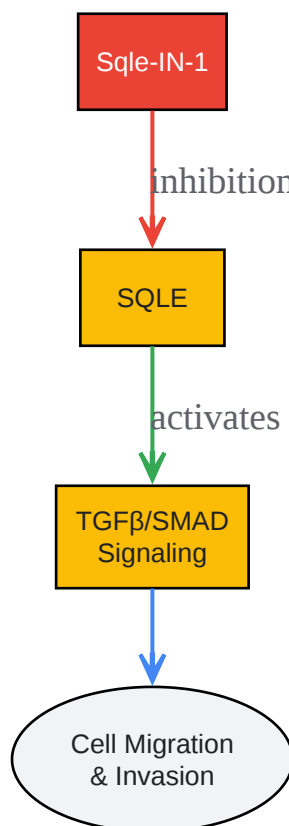 Sqle-IN-1
inhibition
SQLE
activates
TGFβ/SMAD
Signaling
Cell Migration
& Invasion